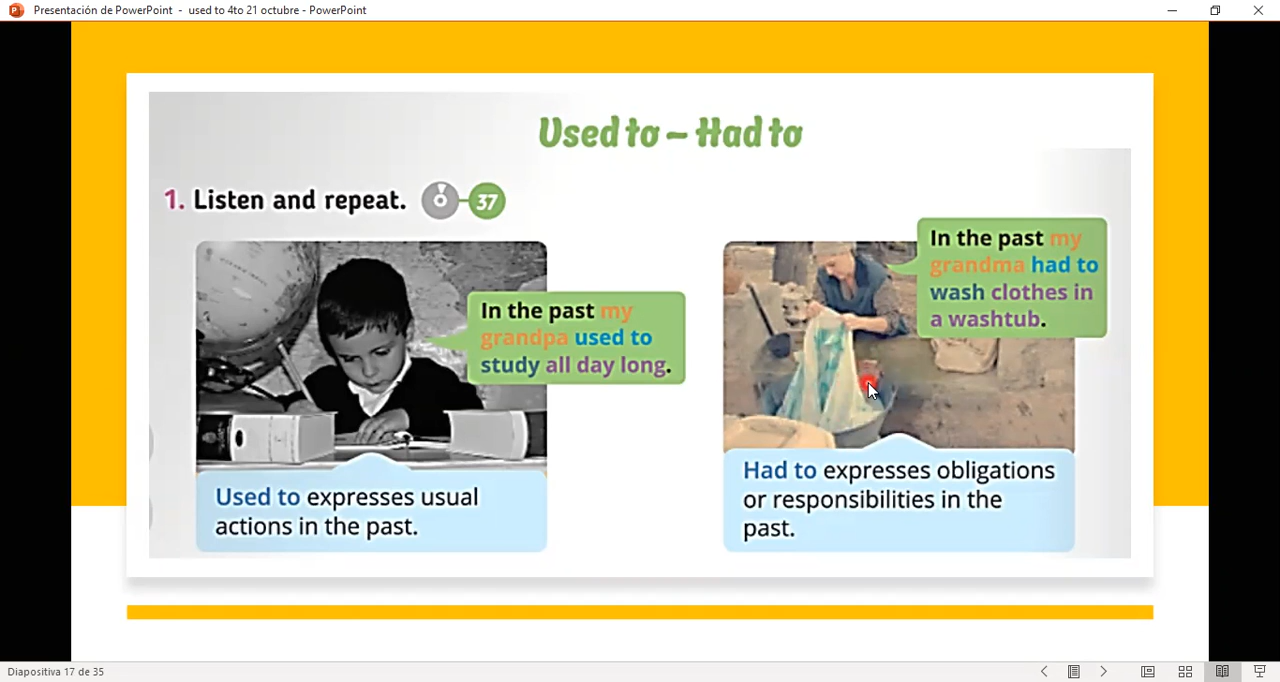 Presentación de PowerPoint - used to 4to 21 octubre - PowerPoint
Used to – Had to
1. Listen and repeat. 37
In the past my
grandpa used to
study all day long.
Used to expresses usual
actions in the past.
In the past my
grandma had to
wash clothes in
a washtub.
Had to expresses obligations
or responsibilities in the
past.
Diapositiva 17 de 35